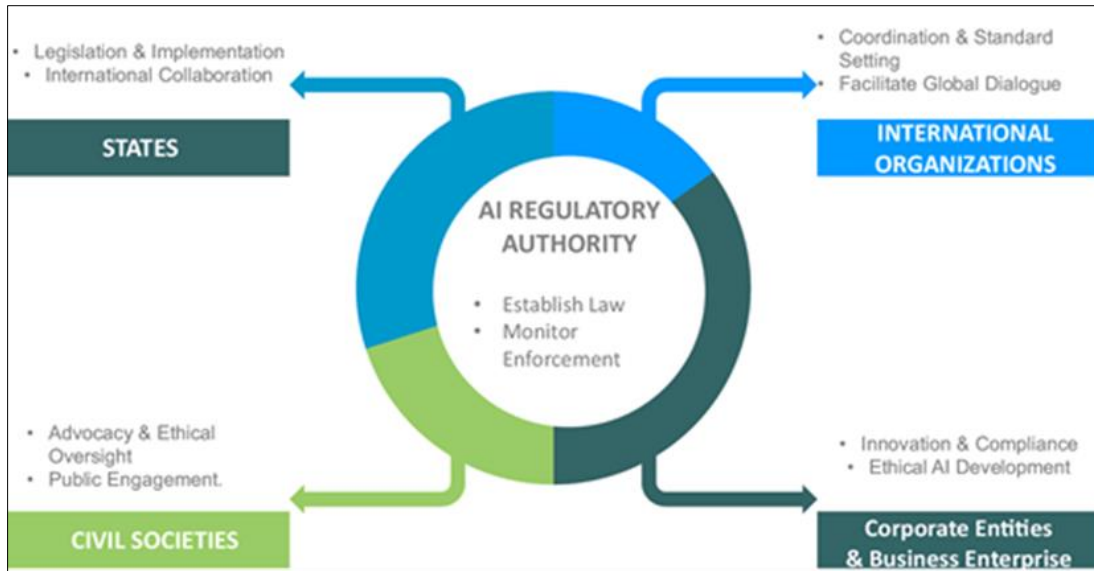 • Legislation & Implementation
• International Collaboration
STATES
• Coordination & Standard
Setting
• Facilitate Global Dialogue
INTERNATIONAL
ORGANIZATIONS
AI REGULATORY
AUTHORITY
• Establish Law
• Monitor
Enforcement
• Advocacy & Ethical
Oversight
• Public Engagement.
CIVIL SOCIETIES
• Innovation & Compliance
• Ethical AI Development
Corporate Entities
& Business Enterprise